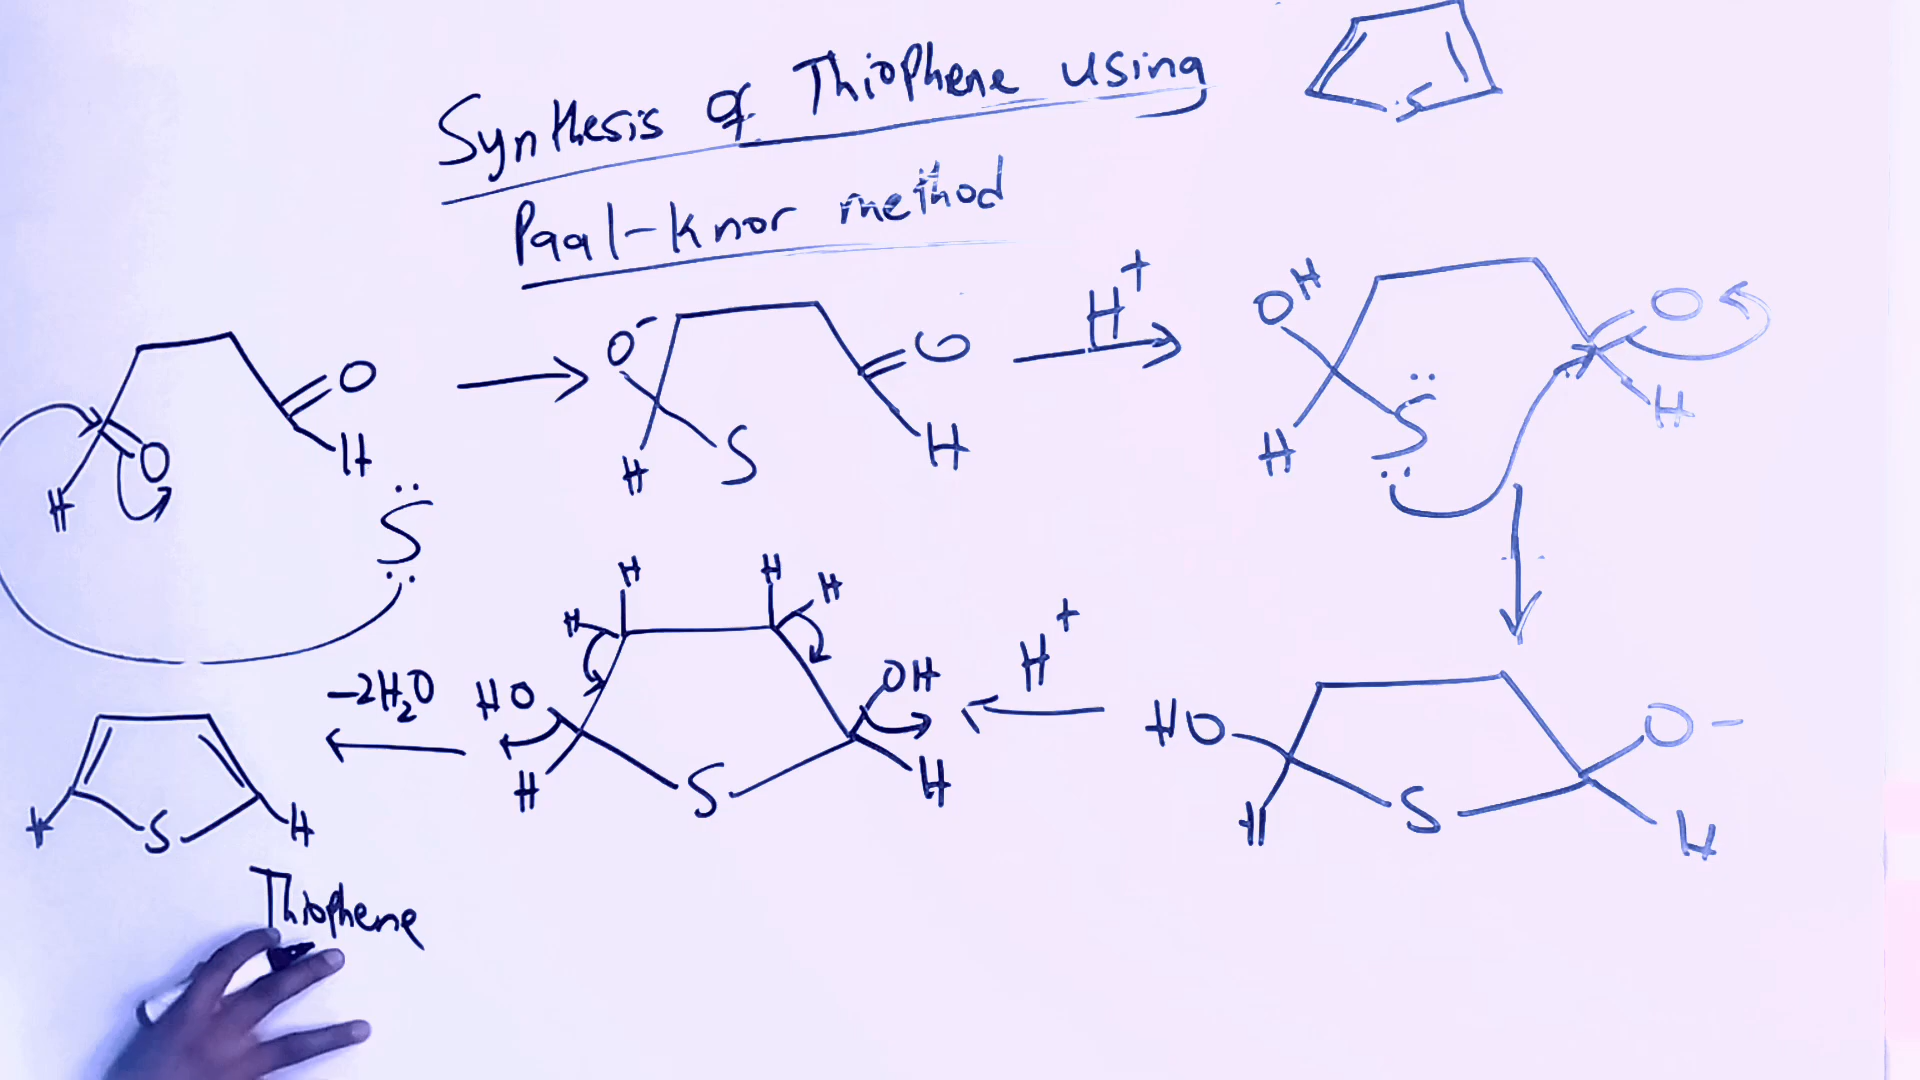 Synthesis of Thiophene using
S
Paal-Knor method
O
H
O
H
S
O-
H
S
O
H
H+
OH
H
S
O
H
HO
H
S
O-
H
H+
H
H
H
H
HO
H
S
OH
H
-2H2O
H
S
H
Thiophene